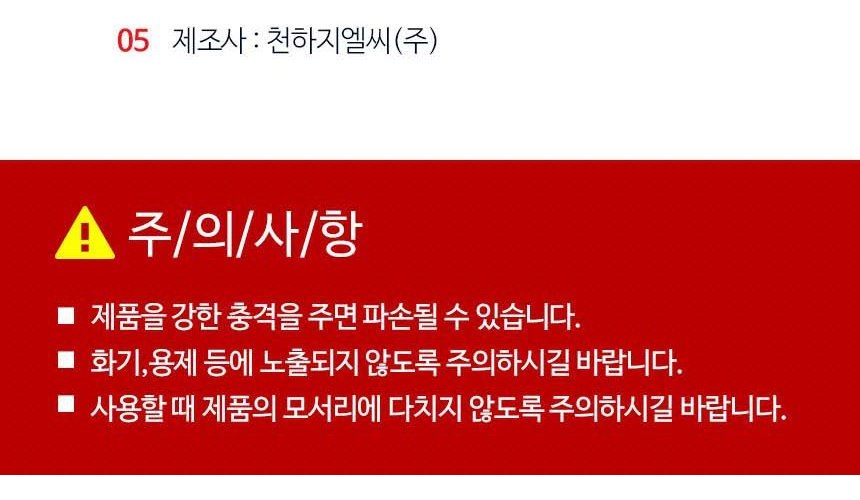 05 제조사 : 천하지엘씨(주)
주/의/사/항
■ 제품을 강한 충격을 주면 파손될 수 있습니다.
■ 화기,용제 등에 노출되지 않도록 주의하시길 바랍니다.
■ 사용할 때 제품의 모서리에 다치지 않도록 주의하시길 바랍니다.